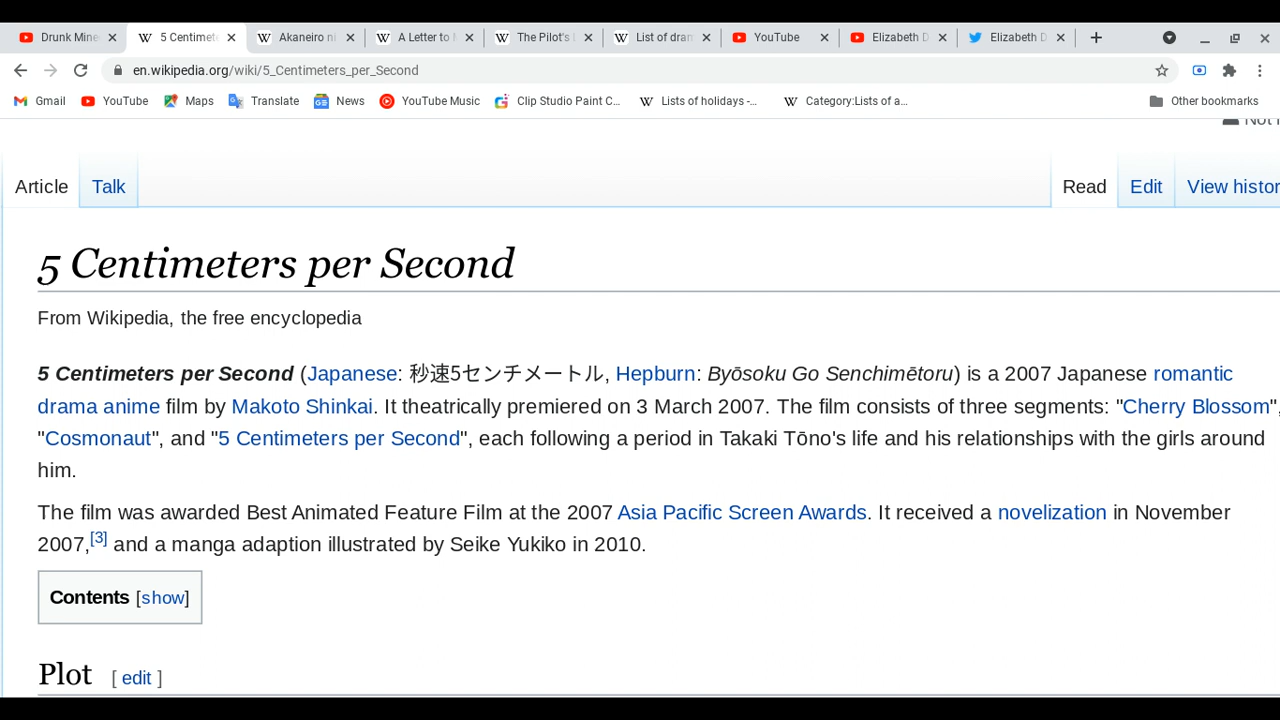 Drunk Mine
5 Centimete
Akaneiro ni
A Letter to
The Pilot's
List of dram
YouTube
Elizabeth D
Elizabeth D
en.wikipedia.org/wiki/5_Centimeters_per_Second
Gmail YouTube Maps Translate News YouTube Music Clip Studio Paint C... Lists of holidays -... Category:Lists of a... Other bookmarks
Article Talk Read Edit View histor
5 Centimeters per Second
From Wikipedia, the free encyclopedia
5 Centimeters per Second (Japanese: 秒速5センチメートル, Hepburn: Byōsoku Go Senchimētoru) is a 2007 Japanese romantic
drama anime film by Makoto Shinkai. It theatrically premiered on 3 March 2007. The film consists of three segments: "Cherry Blossom",
"Cosmonaut", and "5 Centimeters per Second", each following a period in Takaki Tōno's life and his relationships with the girls around
him.
The film was awarded Best Animated Feature Film at the 2007 Asia Pacific Screen Awards. It received a novelization in November
2007,[3] and a manga adaption illustrated by Seike Yukiko in 2010.
Contents [show]
Plot [ edit ]